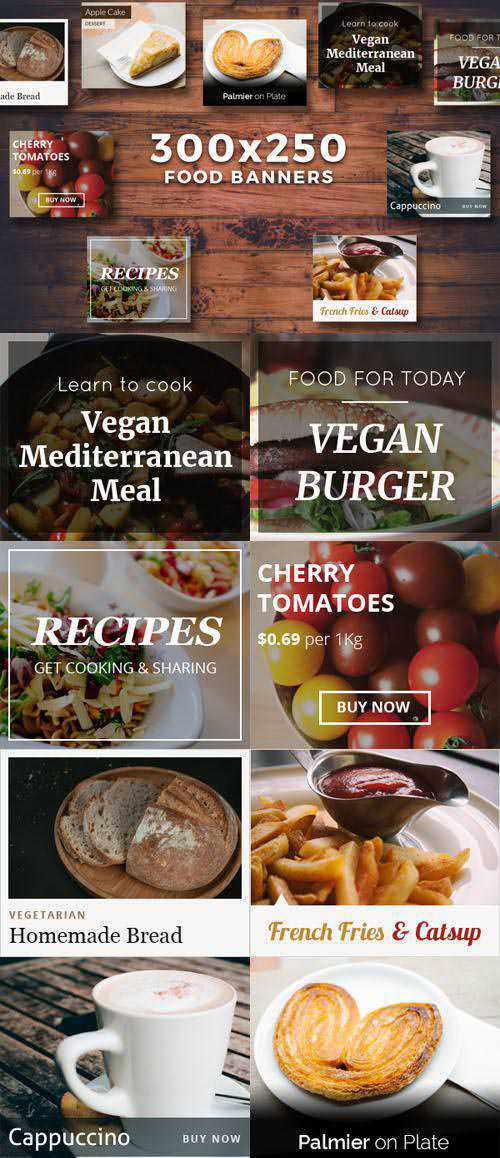 Apple Cake
DESSERT
ade Bread
Palmier on Plate
Learn to cook
Vegan
Mediterranean
Meal
FOOD FOR T
VEGA
BURG
CHERRY
TOMATOES
$0.69 per 1Kg
BUY NOW
300x250
FOOD BANNERS
Cappuccino
BUY NOW
RECIPES
GET COOKING & SHARING
French Fries & Catsup
Learn to cook
Vegan
Mediterranean
Meal
FOOD FOR TODAY
VEGAN
BURGER
RECIPES
GET COOKING & SHARING
CHERRY
TOMATOES
$0.69 per 1Kg
BUY NOW
VEGETARIAN
Homemade Bread
French Fries & Catsup
Cappuccino
BUY NOW
Palmier on Plate